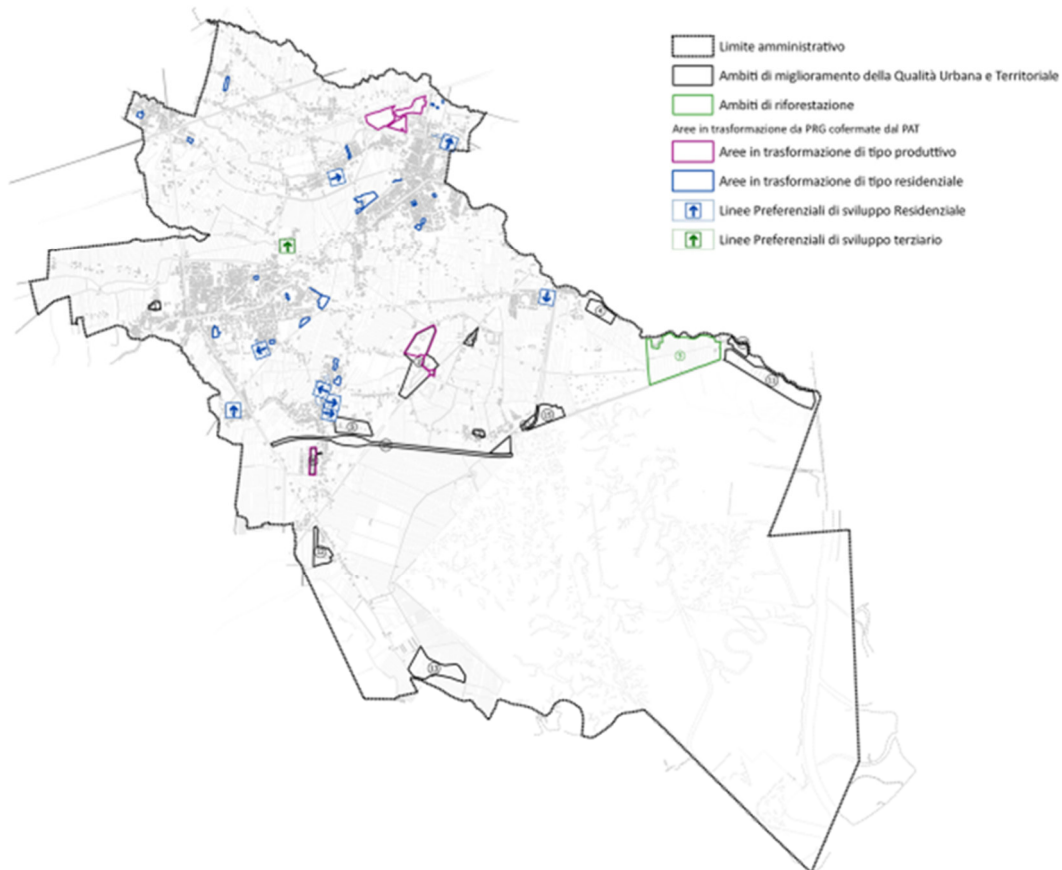 Limite amministrativo
Ambiti di miglioramento della Qualità Urbana e Territoriale
Ambiti di riforestazione
Aree in trasformazione da PRG cofermate dal PAT
Aree in trasformazione di tipo produttivo
Aree in trasformazione di tipo residenziale
Linee Preferenziali di sviluppo Residenziale
Linee Preferenziali di sviluppo terziario